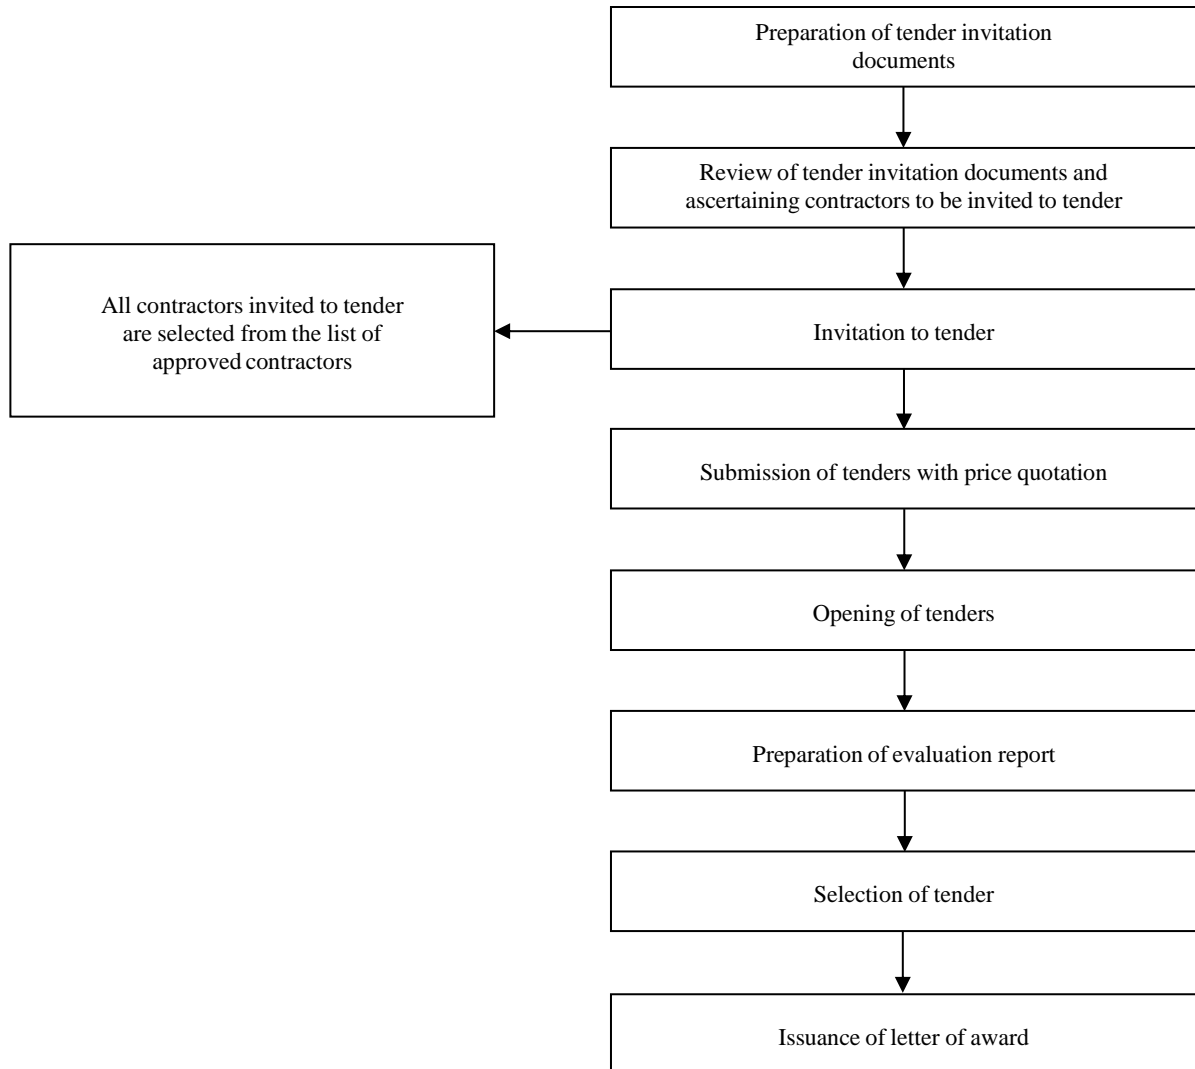 Preparation of tender invitation
documents
Review of tender invitation documents and
ascertaining contractors to be invited to tender
All contractors invited to tender
are selected from the list of
approved contractors
Invitation to tender
Submission of tenders with price quotation
Opening of tenders
Preparation of evaluation report
Selection of tender
Issuance of letter of award